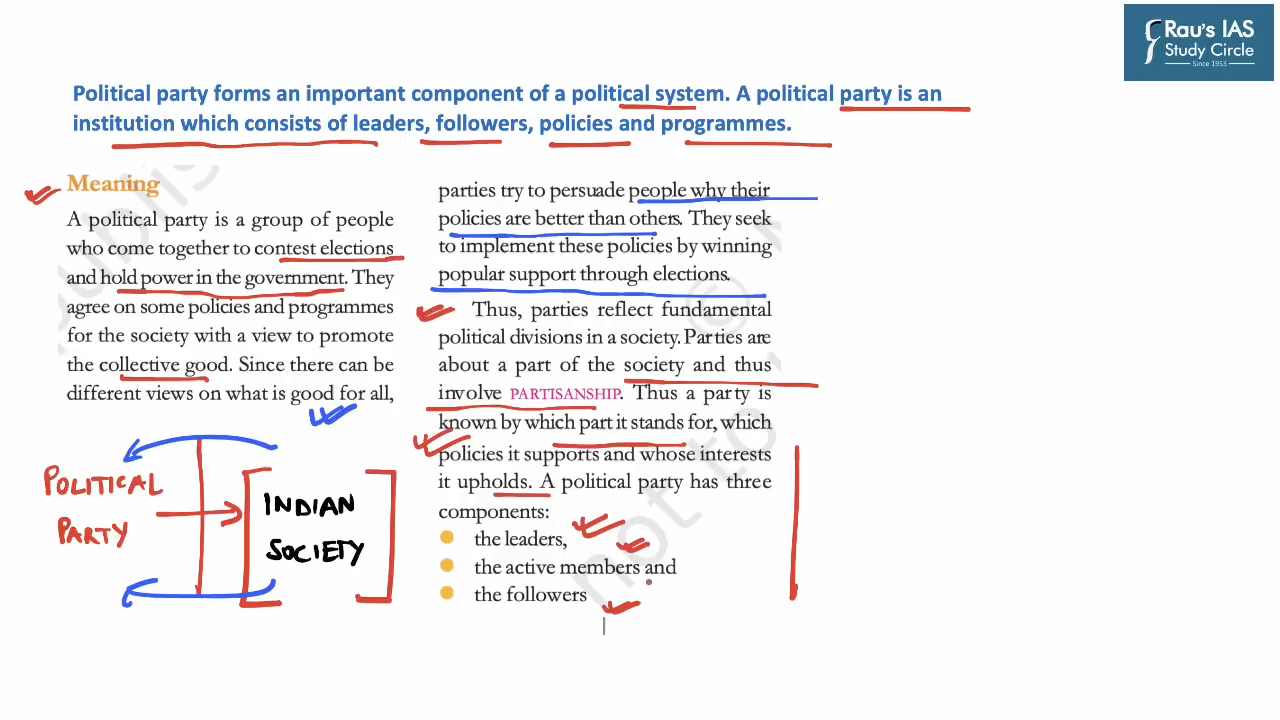 Rau's IAS
Study Circle
Since 1953
Political party forms an important component of a political system. A political party is an
institution which consists of leaders, followers, policies and programmes.
Meaning
A political party is a group of people
who come together to contest elections
and hold power in the government. They
agree on some policies and programmes
for the society with a view to promote
the collective good. Since there can be
different views on what is good for all,
POLITICAL
PARTY
INDIAN
SOCIETY
parties try to persuade people why their
policies are better than others. They seek
to implement these policies by winning
popular support through elections.
Thus, parties reflect fundamental
political divisions in a society. Parties are
about a part of the society and thus
involve PARTISANSHIP. Thus a party is
known by which part it stands for, which
policies it supports and whose interests
it upholds. A political party has three
components:
the leaders,
the active members and
the followers
not to